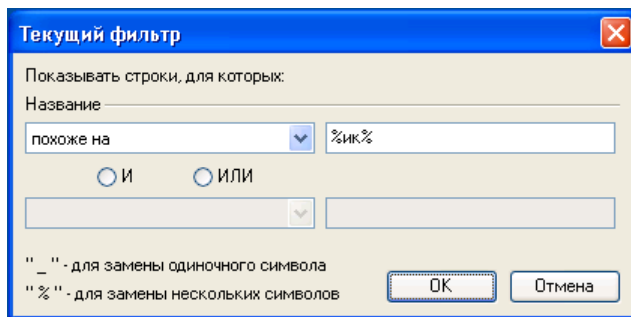 Текущий фильтр
Показывать строки, для которых:
Название
похоже на %ик%
И ИЛИ
"_" - для замены одиночного символа
"%" - для замены нескольких символов
OK Отмена